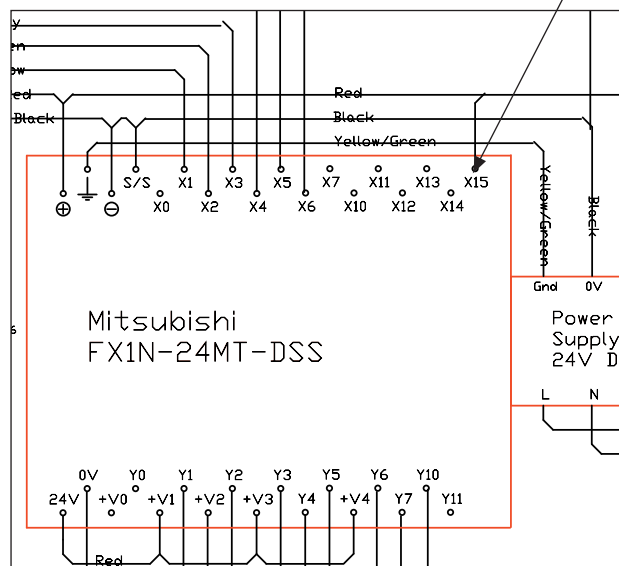 Red
Black
Black
Yellow/Green
S/S X1 X3 X5 X7 X11 X13 X15
X0 X2 X4 X6 X10 X12 X14
Yellow/Green
Black
Gnd 0V
Mitsubishi
FX1N-24MT-DSS
Power
Supply
24V D
L N
0V Y0 Y1 Y2 Y3 Y5 Y6 Y10
24V +V0 +V1 +V2 +V3 Y4 +V4 Y7 Y11
Red